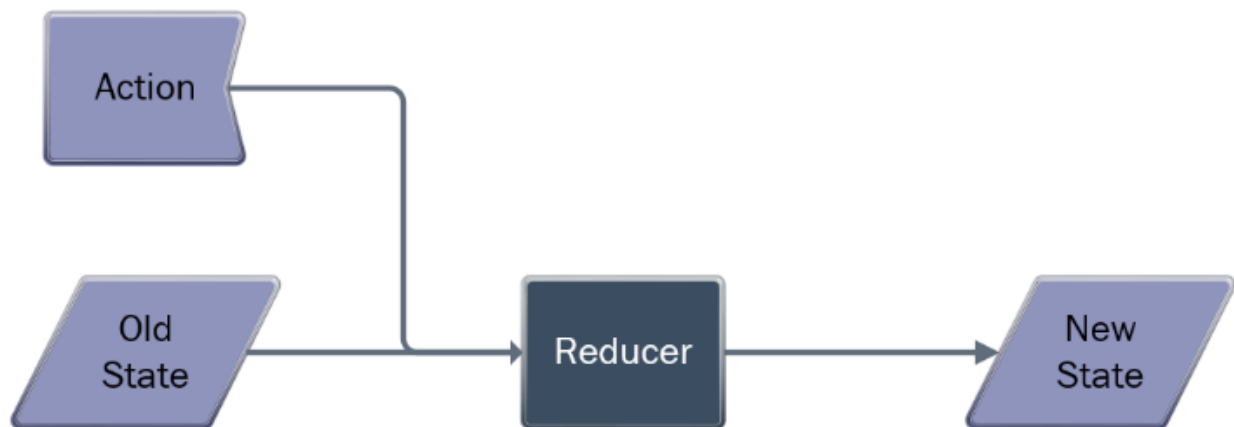 Action
Old
State
Reducer
New
State